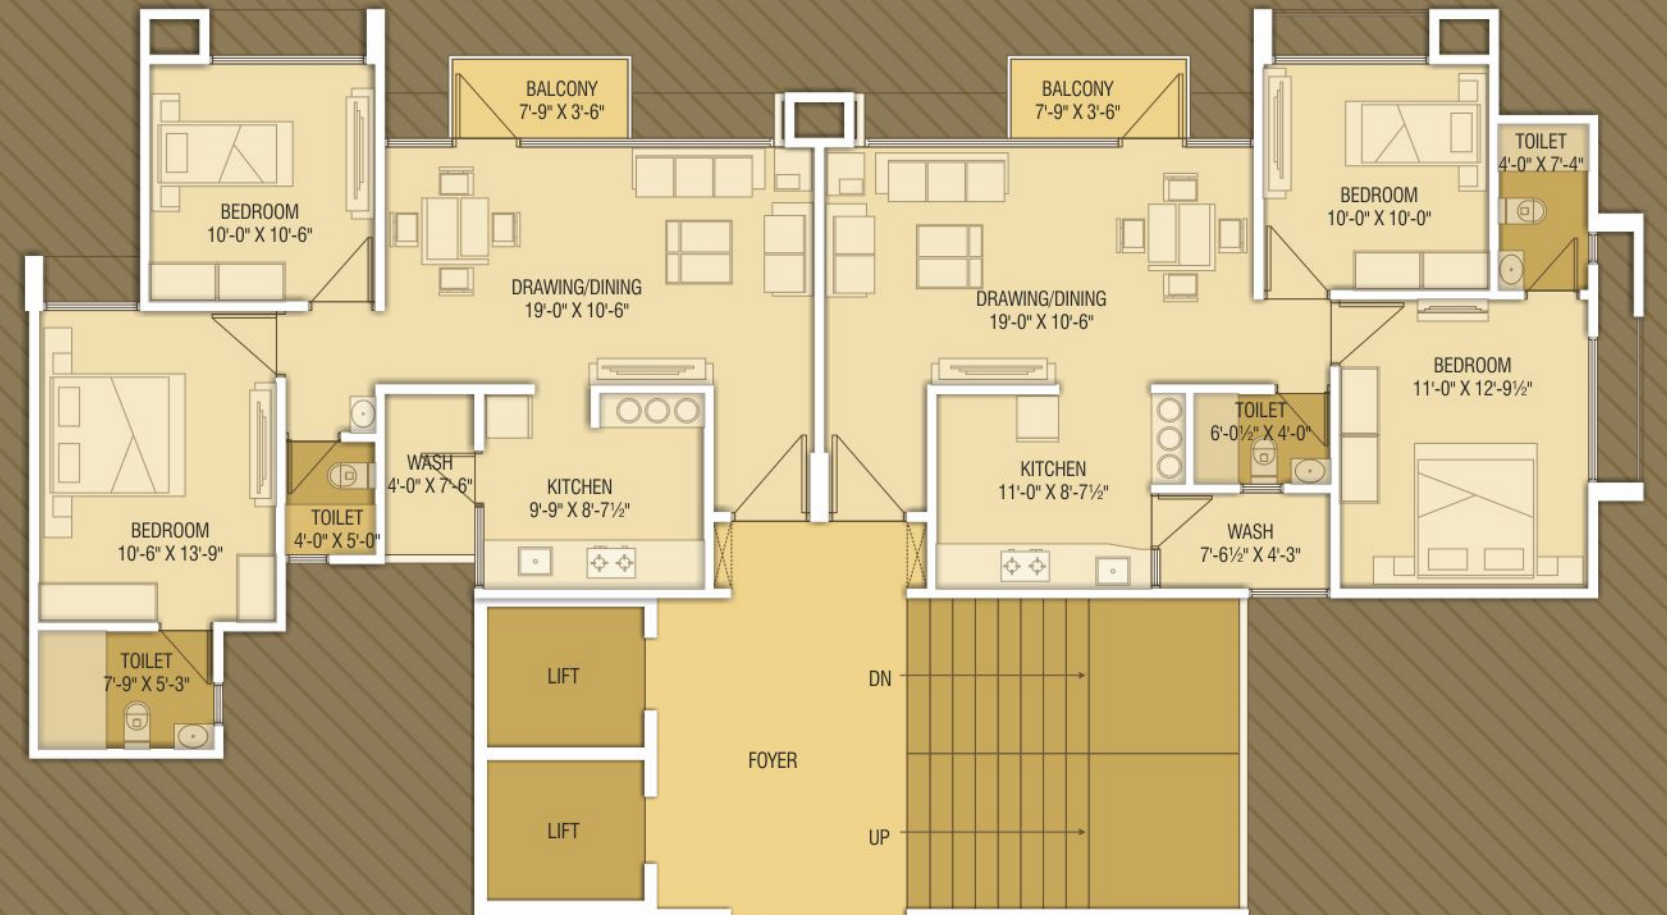 BALCONY
7'-9" X 3'-6"
BALCONY
7'-9" X 3'-6"
TOILET
4'-0" X 7'-4"
BEDROOM
10'-0" X 10'-6"
BEDROOM
10'-0" X 10'-0"
DRAWING/DINING
19'-0" X 10'-6"
DRAWING/DINING
19'-0" X 10'-6"
BEDROOM
11'-0" X 12'-9½"
TOILET
6'-0½" X 4'-0"
WASH
4'-0" X 7'-6"
KITCHEN
9'-9" X 8'-7½"
KITCHEN
11'-0" X 8'-7½"
BEDROOM
10'-6" X 13'-9"
TOILET
4'-0" X 5'-0"
WASH
7'-6½" X 4'-3"
TOILET
7'-9" X 5'-3"
LIFT
DN
FOYER
LIFT
UP